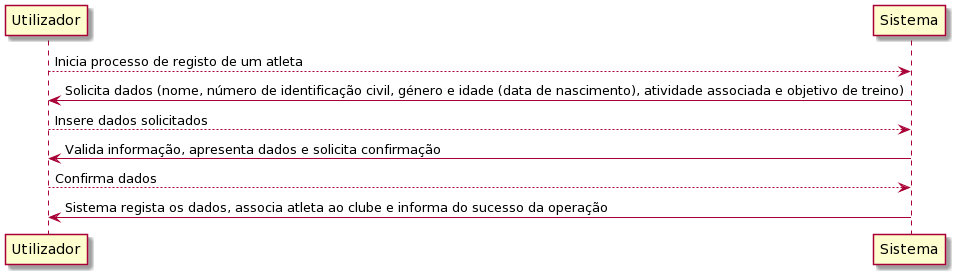 Utilizador
Sistema
Inicia processo de registo de um atleta
Solicita dados (nome, número de identificação civil, género e idade (data de nascimento), atividade associada e objetivo de treino)
Insere dados solicitados
Valida informação, apresenta dados e solicita confirmação
Confirma dados
Sistema regista os dados, associa atleta ao clube e informa do sucesso da operação
Utilizador
Sistema